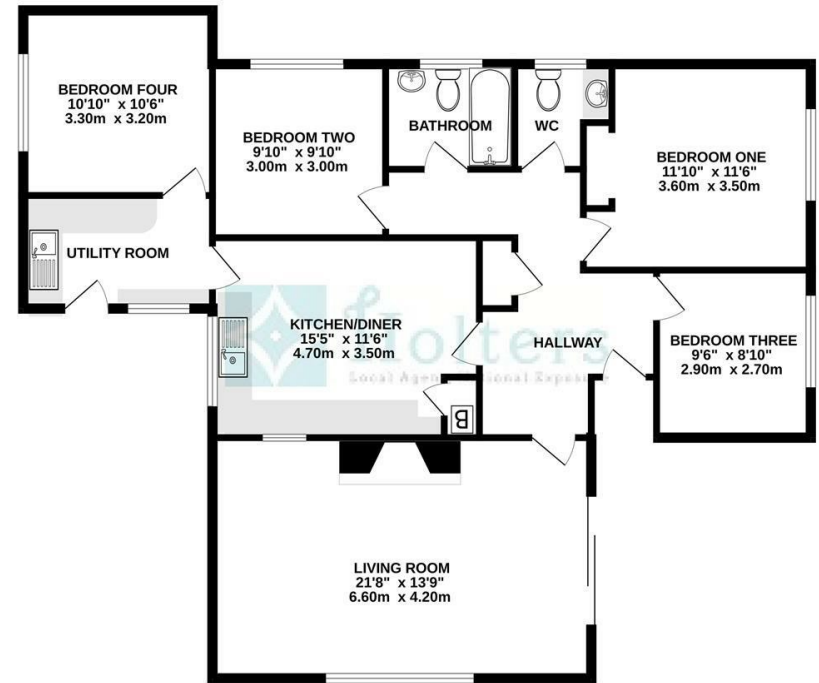 BEDROOM FOUR
10'10" x 10'6"
3.30m x 3.20m
BEDROOM TWO
9'10" x 9'10"
3.00m x 3.00m
BATHROOM
WC
BEDROOM ONE
11'10" x 11'6"
3.60m x 3.50m
UTILITY ROOM
KITCHEN/DINER
15'5" x 11'6"
4.70m x 3.50m
HALLWAY
BEDROOM THREE
9'6" x 8'10"
2.90m x 2.70m
Holters
Local Agent
B
LIVING ROOM
21'8" x 13'9"
6.60m x 4.20m